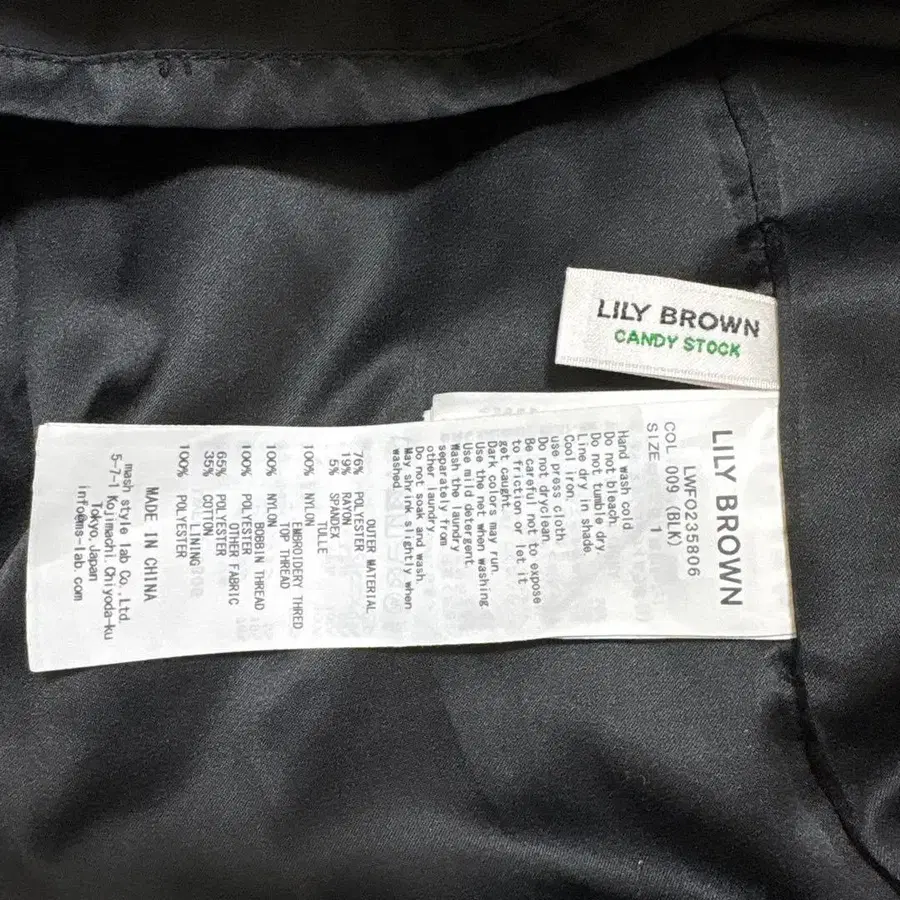 LILY BROWN
CANDY STOCK
LILY BROWN
LWFO235806
COL 009 (BLK)
SIZE 1
Hand wash cold
Do not bleach.
Do not tumble dry.
Line dry in shade.
Cool iron.
use press cloth
Do not dryclean.
Be careful not to expose
to friction or let it
get caught.
Dark colors may run.
Use the net when washing
Use mild detergent.
Wash the laundry
separately from
other laundry
Do not soak and wash.
May shrink slightly when
washed.
OUTER MATERIAL
76% POLYESTER
19% RAYON
5% SPANDEX
TULLE
100% NYLON
EMBROIDERY THRED
TOP THREAD
100% NYLON
BOBBIN THREAD
100% POLYESTER
OTHER FABRIC
65% POLYESTER
35% COTTON
LINING
100% POLYESTER
MADE IN CHINA
mash style lab Co., Ltd.
5-7-1 Kojimachi, Chiyoda-ku
Tokyo, Japan
info@ms-lab.com